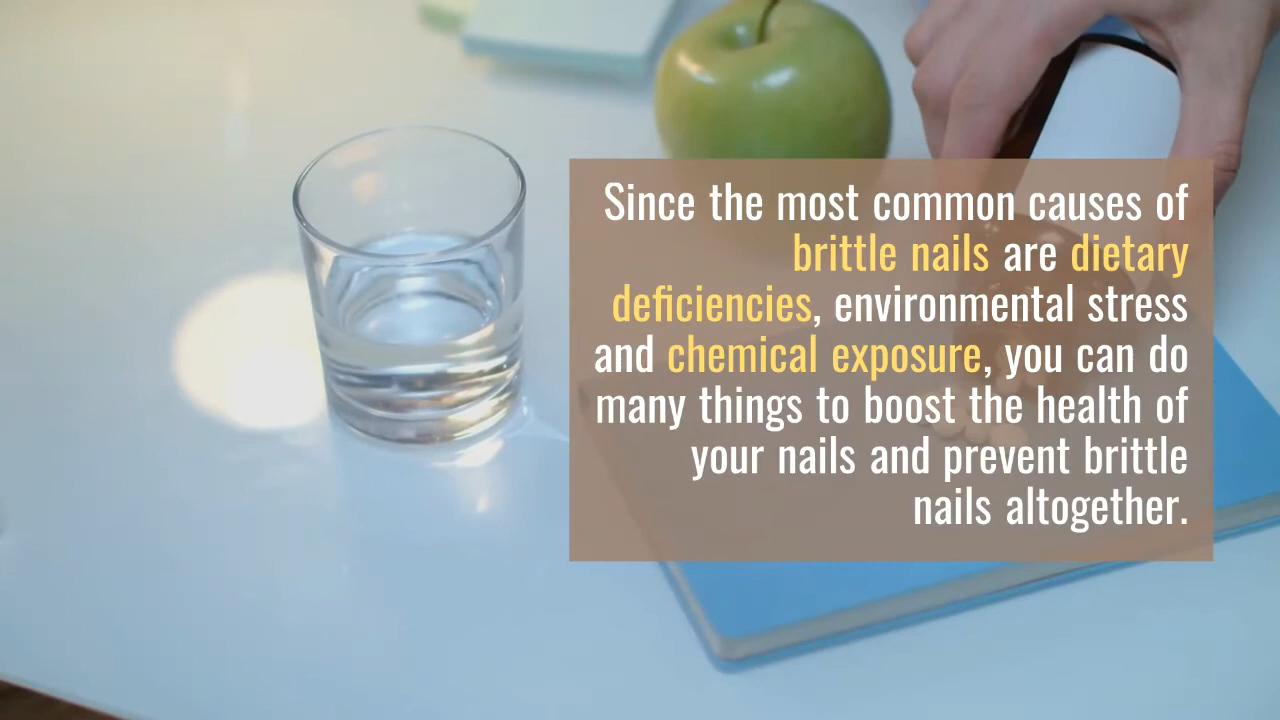 Since the most common causes of
brittle nails are dietary
deficiencies, environmental stress
and chemical exposure, you can do
many things to boost the health of
your nails and prevent brittle
nails altogether.